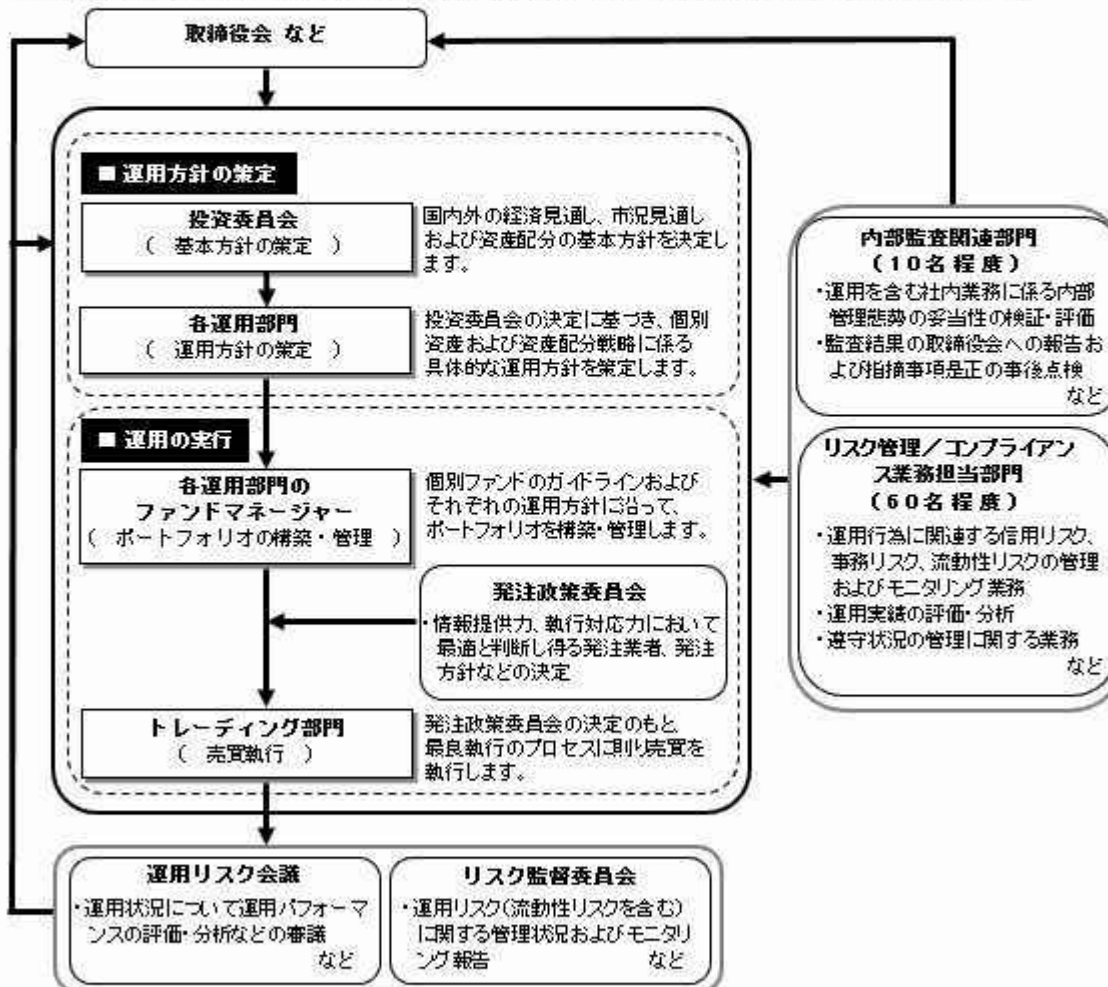 取締役会 など
■ 運用方針の策定
投資委員会
( 基本方針の策定 )
国内外の経済見通し、市況見通し
および資産配分の基本方針を決定し
ます。
各運用部門
( 運用方針の策定 )
投資委員会の決定に基づき、個別
資産および資産配分戦略に係る
具体的な運用方針を策定します。
■ 運用の実行
各運用部門の
ファンドマネージャー
( ポートフォリオの構築・管理 )
個別ファンドのガイドラインおよび
それぞれの運用方針に沿って、
ポートフォリオを構築・管理します。
発注政策委員会
・情報提供力、執行対応力において
最適と判断し得る発注業者、発注
方針などの決定
トレーディング部門
( 売買執行 )
発注政策委員会の決定のもと、
最良執行のプロセスに則り売買を
執行します。
内部監査関連部門
(10名程度)
・運用を含む社内業務に係る内部
管理態勢の妥当性の検証・評価
・監査結果の取締役会への報告お
よび指摘事項是正の事後点検
など
リスク管理/コンプライアン
ス業務担当部門
(60名程度)
・運用行為に関連する信用リスク、
事務リスク、流動性リスクの管理
およびモニタリング業務
・運用実績の評価・分析
・遵守状況の管理に関する業務
など
運用リスク会議
・運用状況について運用パフォーマ
ンスの評価・分析などの審議
など
リスク監督委員会
・運用リスク(流動性リスクを含む)
に関する管理状況およびモニタリ
ング報告 など